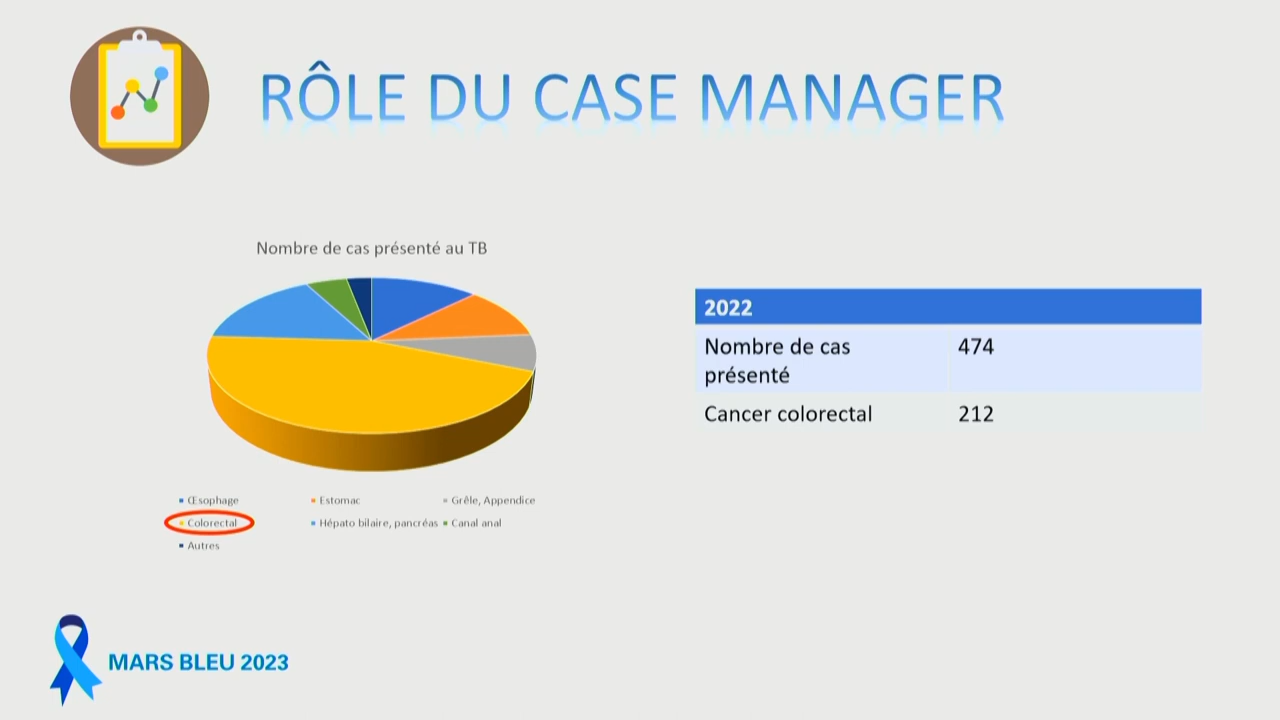 RÔLE DU CASE MANAGER
Nombre de cas présenté au TB
Œsophage
Estomac
Grêle, Appendice
Colorectal
Hépato bilaire, pancréas
Canal anal
Autres
2022
Nombre de cas
présenté
474
Cancer colorectal
212
MARS BLEU 2023